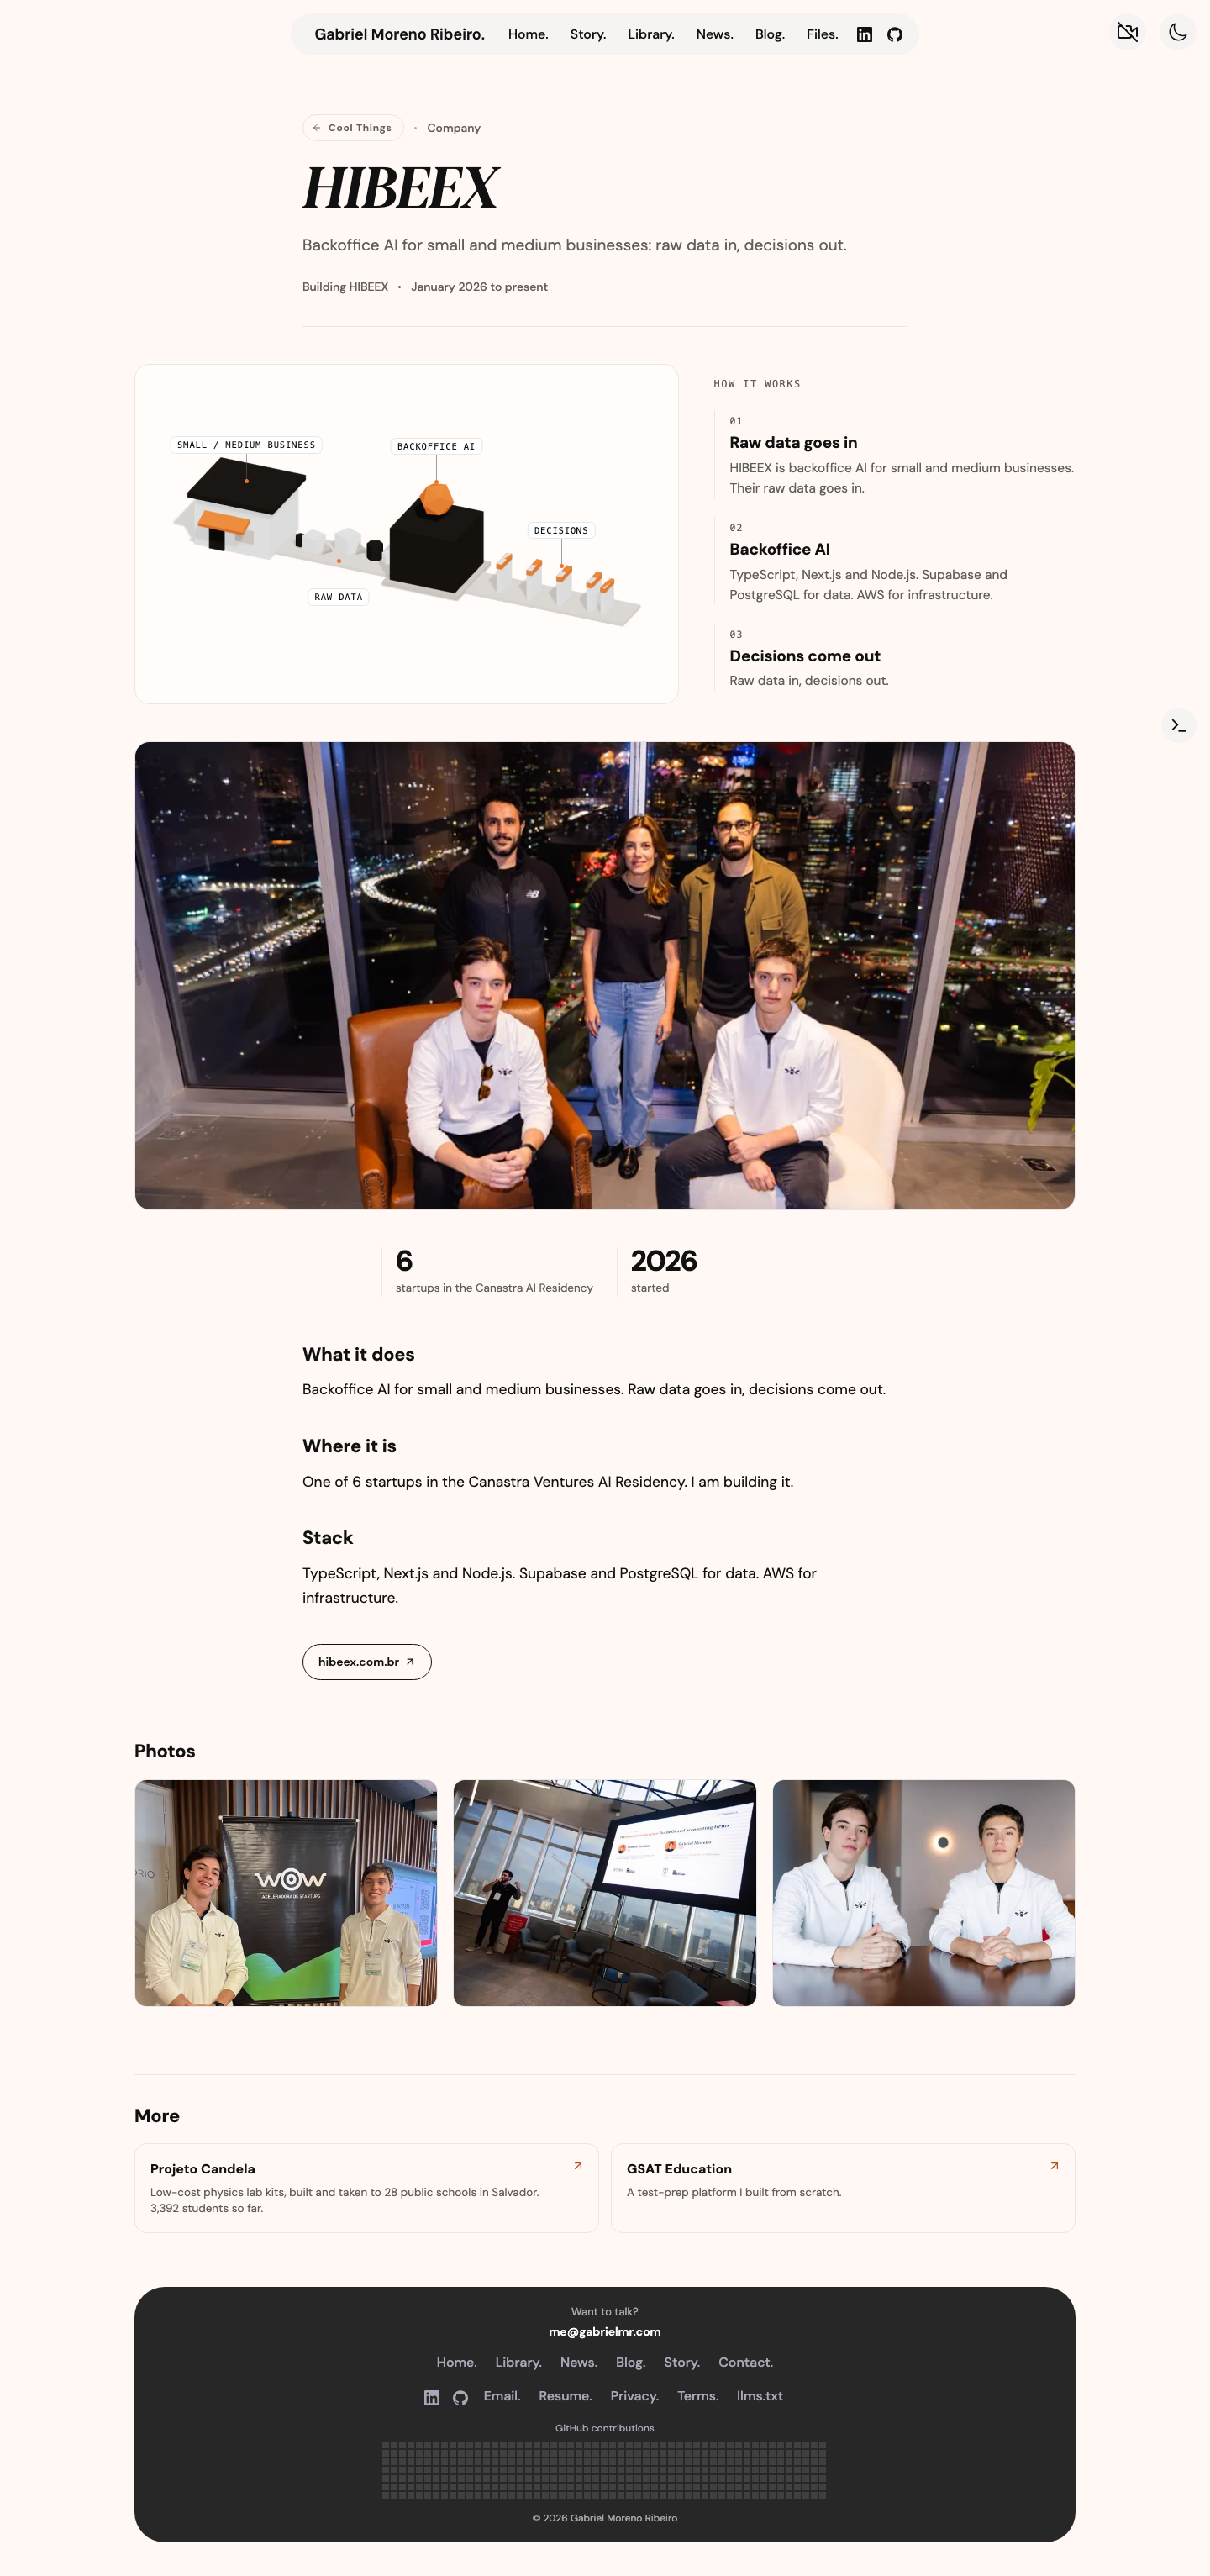 Gabriel Moreno Ribeiro. Home. Story. Library. News. Blog. Files.
← Cool Things · Company
HIBEEX
Backoffice AI for small and medium businesses: raw data in, decisions out.
Building HIBEEX • January 2026 to present
SMALL / MEDIUM BUSINESS
BACKOFFICE AI
DECISIONS
RAW DATA
HOW IT WORKS
01
Raw data goes in
HIBEEX is backoffice AI for small and medium businesses.
Their raw data goes in.
02
Backoffice AI
TypeScript, Next.js and Node.js. Supabase and
PostgreSQL for data. AWS for infrastructure.
03
Decisions come out
Raw data in, decisions out.
6
startups in the Canastra AI Residency
2026
started
What it does
Backoffice AI for small and medium businesses. Raw data goes in, decisions come out.
Where it is
One of 6 startups in the Canastra Ventures AI Residency. I am building it.
Stack
TypeScript, Next.js and Node.js. Supabase and PostgreSQL for data. AWS for
infrastructure.
hibeex.com.br
Photos
WOW
ACELERADORA DE STARTUPS
More
Projeto Candela
Low-cost physics lab kits, built and taken to 28 public schools in Salvador.
3,392 students so far.
GSAT Education
A test-prep platform I built from scratch.
Want to talk?
me@gabrielmr.com
Home. Library. News. Blog. Story. Contact.
Email. Resume. Privacy. Terms. llms.txt
GitHub contributions
© 2026 Gabriel Moreno Ribeiro